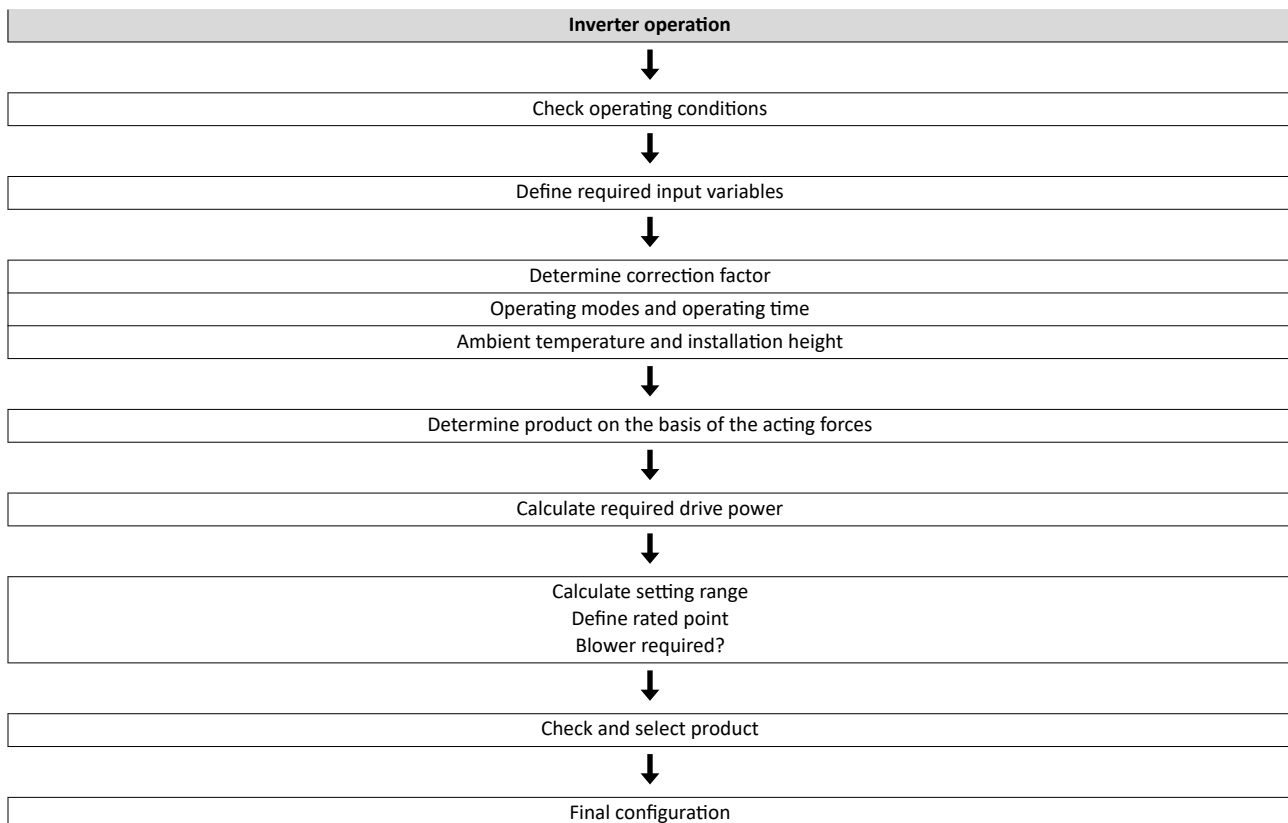 Inverter operation
Check operating conditions
Define required input variables
Determine correction factor
Operating modes and operating time
Ambient temperature and installation height
Determine product on the basis of the acting forces
Calculate required drive power
Calculate setting range
Define rated point
Blower required?
Check and select product
Final configuration